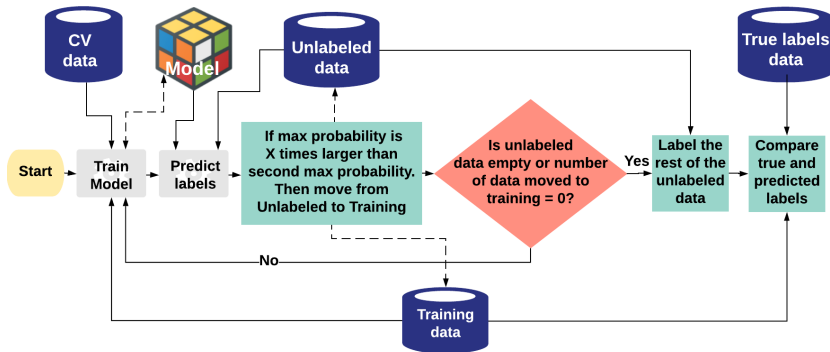 CV
data
Model
Unlabeled
data
True labels
data
Start
Train
Model
Predict
labels
If max probability is
X times larger than
second max probability.
Then move from
Unlabeled to Training
Is unlabeled
data empty or number
of data moved to
training = 0?
Yes
Label the
rest of the
unlabeled
data
Compare
true and
predicted
labels
No
Training
data